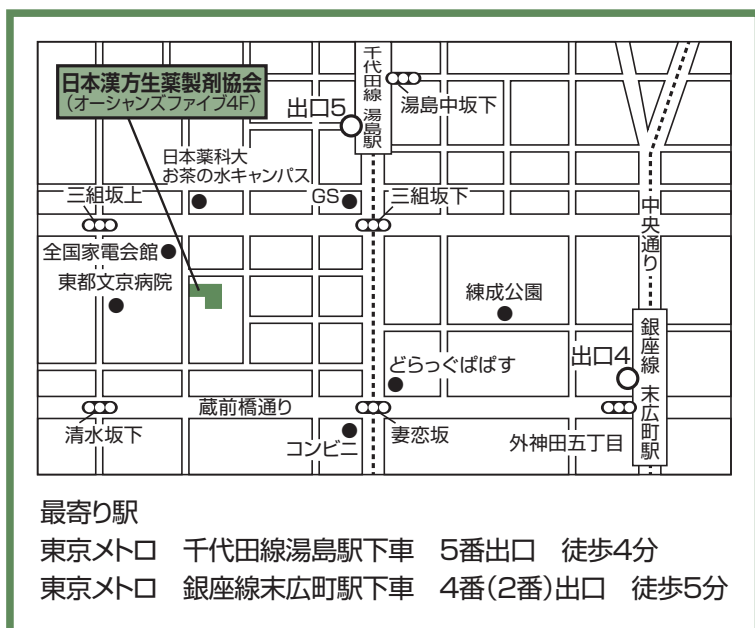 日本漢方生薬製剤協会
(オーシャンズファイブ4F)
千代田線 湯島駅
湯島中坂下
出口5
日本薬科大
お茶の水キャンパス
三組坂上
GS
三組坂下
中央通り
全国家電会館
東都文京病院
練成公園
銀座線 末広町駅
出口4
どらっぐぱぱす
蔵前橋通り
清水坂下
コンビニ
妻恋坂
外神田五丁目
最寄り駅
東京メトロ 千代田線湯島駅下車 5番出口 徒歩4分
東京メトロ 銀座線末広町駅下車 4番(2番)出口 徒歩5分